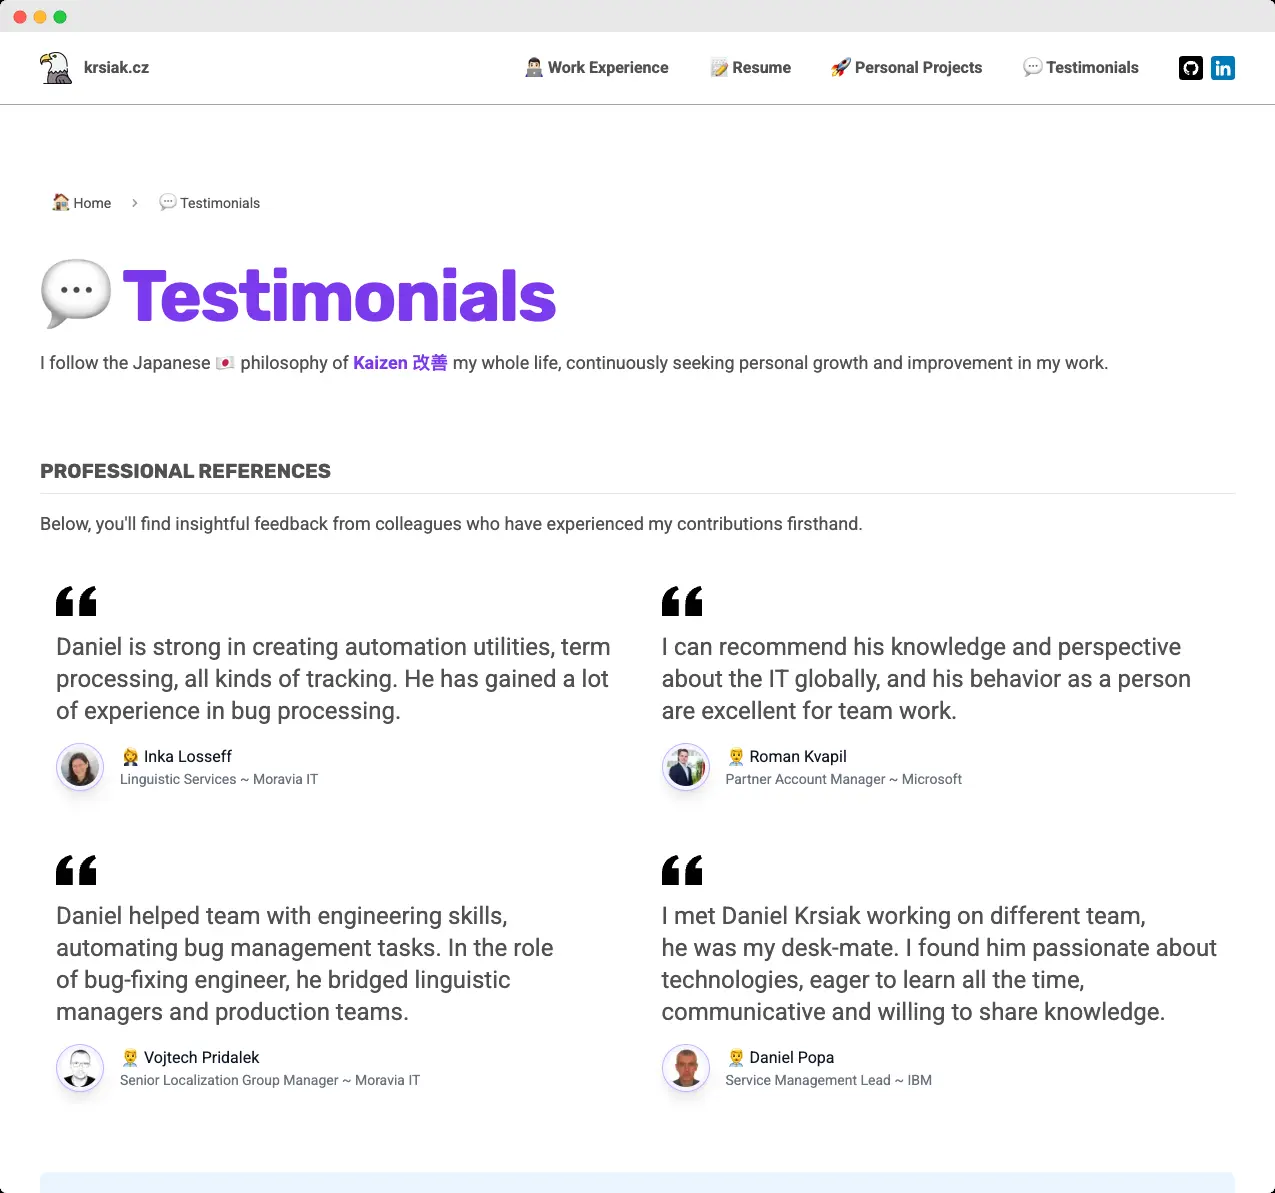 krsiak.cz
Work Experience
Resume
Personal Projects
Testimonials
in
Home
Testimonials
Testimonials
I follow the Japanese philosophy of Kaizen 改善 my whole life, continuously seeking personal growth and improvement in my work.
PROFESSIONAL REFERENCES
Below, you'll find insightful feedback from colleagues who have experienced my contributions firsthand.
Daniel is strong in creating automation utilities, term
processing, all kinds of tracking. He has gained a lot
of experience in bug processing.
Inka Losseff
Linguistic Services ~ Moravia IT
I can recommend his knowledge and perspective
about the IT globally, and his behavior as a person
are excellent for team work.
Roman Kvapil
Partner Account Manager ~ Microsoft
Daniel helped team with engineering skills,
automating bug management tasks. In the role
of bug-fixing engineer, he bridged linguistic
managers and production teams.
Vojtech Pridalek
Senior Localization Group Manager ~ Moravia IT
I met Daniel Krsiak working on different team,
he was my desk-mate. I found him passionate about
technologies, eager to learn all the time,
communicative and willing to share knowledge.
Daniel Popa
Service Management Lead ~ IBM